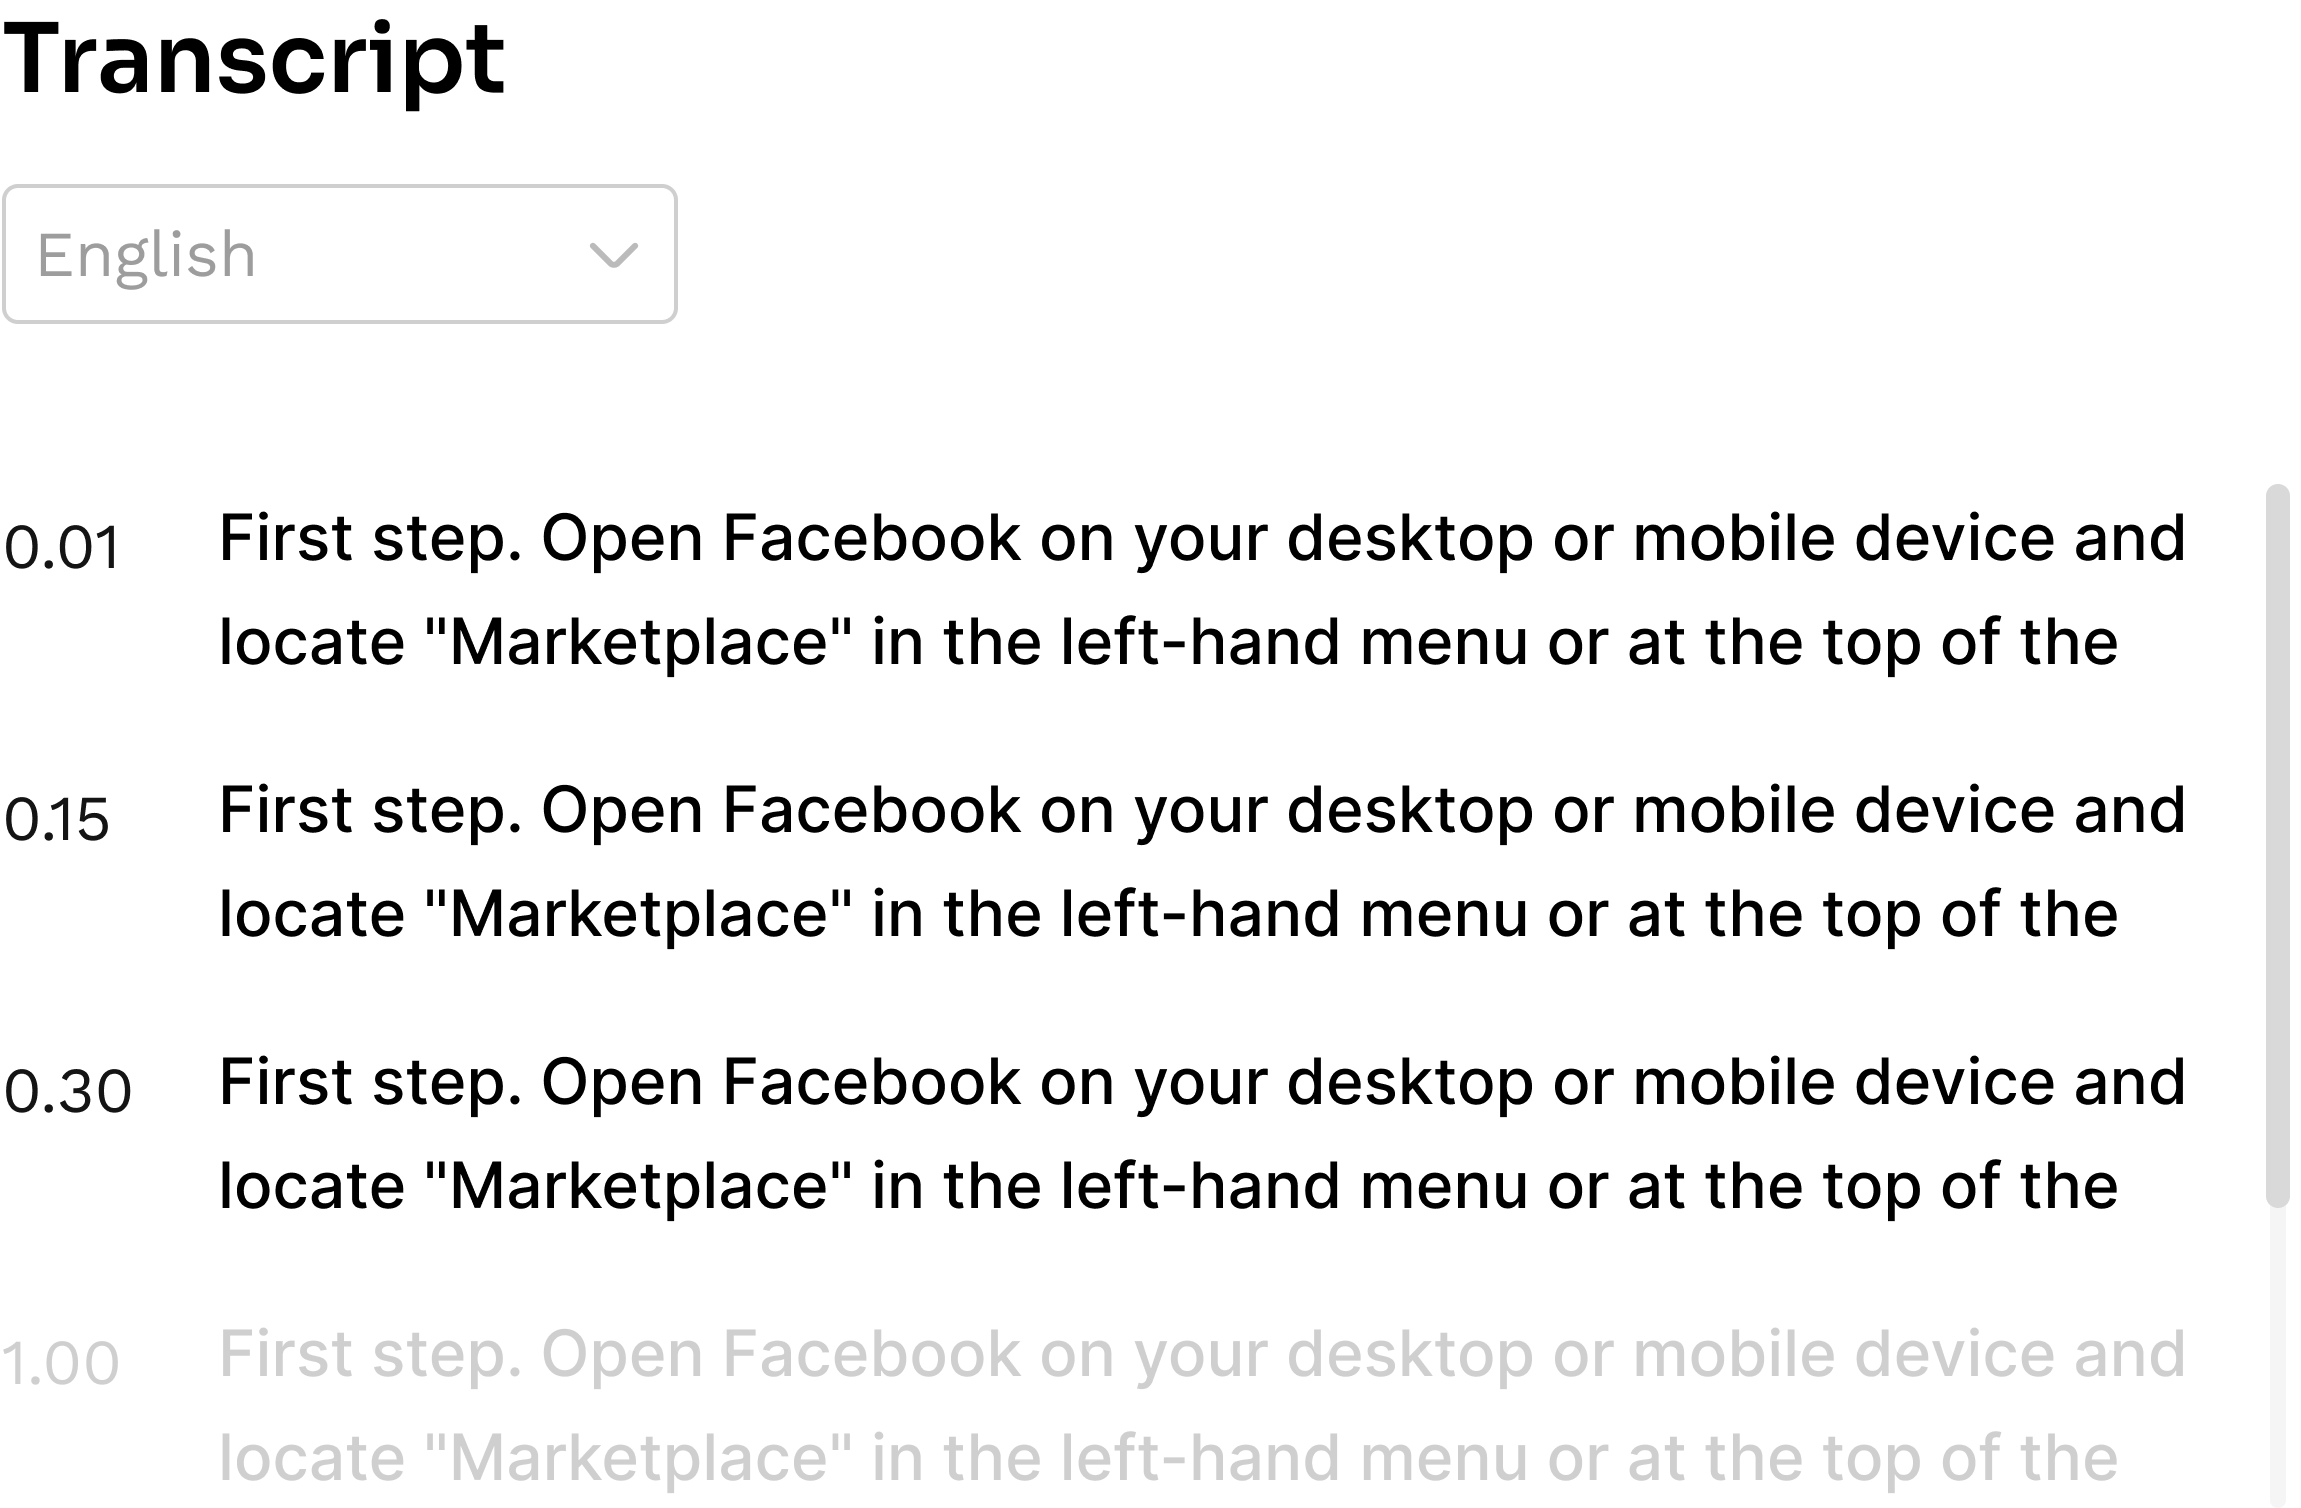 Transcript
English
0.01 First step. Open Facebook on your desktop or mobile device and
locate "Marketplace" in the left-hand menu or at the top of the
0.15 First step. Open Facebook on your desktop or mobile device and
locate "Marketplace" in the left-hand menu or at the top of the
0.30 First step. Open Facebook on your desktop or mobile device and
locate "Marketplace" in the left-hand menu or at the top of the
1.00 First step. Open Facebook on your desktop or mobile device and
locate "Marketplace" in the left-hand menu or at the top of the